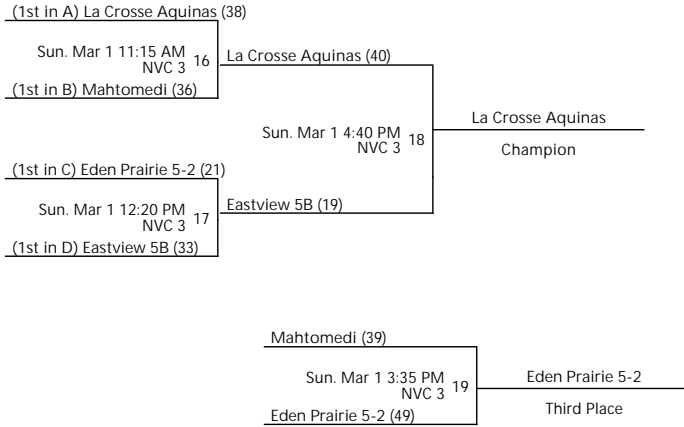 (1st in A) La Crosse Aquinas (38)
Sun. Mar 1 11:15 AM
NVC 3
16
La Crosse Aquinas (40)
(1st in B) Mahtomedi (36)
Sun. Mar 1 4:40 PM
NVC 3
18
La Crosse Aquinas
Champion
(1st in C) Eden Prairie 5-2 (21)
Sun. Mar 1 12:20 PM
NVC 3
17
Eastview 5B (19)
(1st in D) Eastview 5B (33)
Mahtomedi (39)
Sun. Mar 1 3:35 PM
NVC 3
19
Eden Prairie 5-2
Third Place
Eden Prairie 5-2 (49)